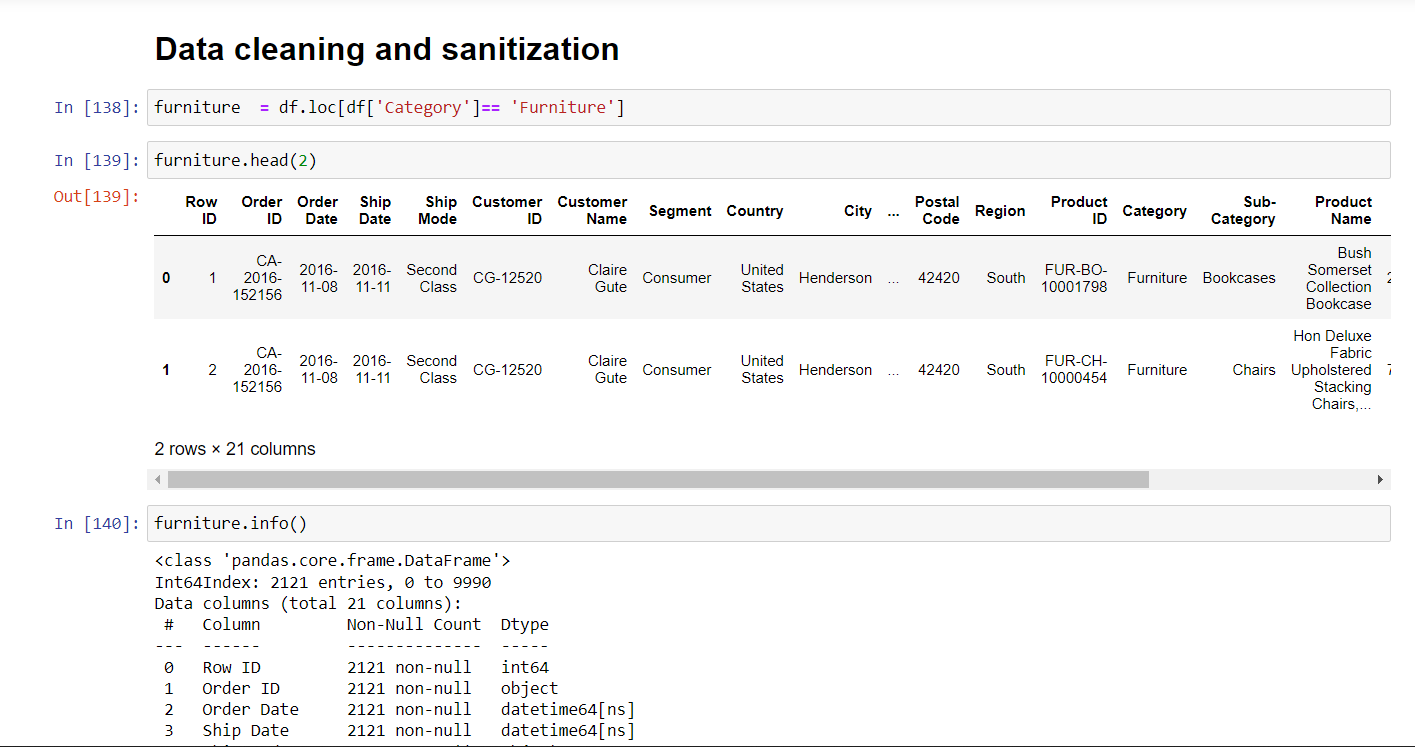 Data cleaning and sanitization
In [138]: furniture  = df.loc[df['Category']== 'Furniture']
In [139]: furniture.head(2)
Out[139]:
Row ID Order ID Order Date Ship Date Ship Mode Customer ID Customer Name Segment Country City ... Postal Code Region Product ID Category Sub-Category Product Name
0 1 CA-2016-152156 2016-11-08 2016-11-11 Second Class CG-12520 Claire Gute Consumer United States Henderson ... 42420 South FUR-BO-10001798 Furniture Bookcases Bush Somerset Collection Bookcase
1 2 CA-2016-152156 2016-11-08 2016-11-11 Second Class CG-12520 Claire Gute Consumer United States Henderson ... 42420 South FUR-CH-10000454 Furniture Chairs Hon Deluxe Fabric Upholstered Stacking Chairs,...
2 rows × 21 columns
In [140]: furniture.info()
<class 'pandas.core.frame.DataFrame'>
Int64Index: 2121 entries, 0 to 9990
Data columns (total 21 columns):
 #   Column         Non-Null Count  Dtype
---  ------         --------------  -----
 0   Row ID         2121 non-null   int64
 1   Order ID       2121 non-null   object
 2   Order Date     2121 non-null   datetime64[ns]
 3   Ship Date      2121 non-null   datetime64[ns]